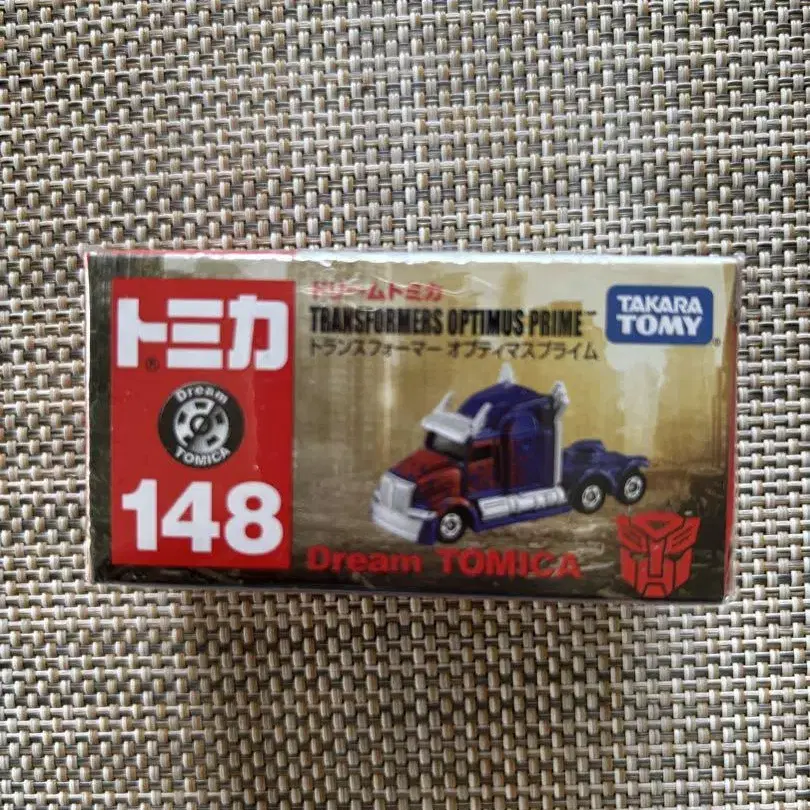 トミカ
®
Dream
TOMICA
148
ドリームトミカ
TRANSFORMERS OPTIMUS PRIME™
トランスフォーマー オプティマスプライム
TAKARA
TOMY
®
Dream TOMICA